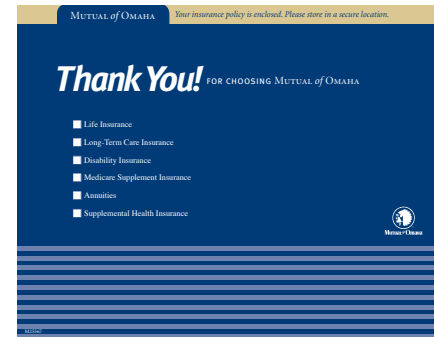 MUTUAL of OMAHA
Your insurance policy is enclosed. Please store in a secure location.
Thank You! FOR CHOOSING MUTUAL of OMAHA
Life Insurance
Long-Term Care Insurance
Disability Insurance
Medicare Supplement Insurance
Annuities
Supplemental Health Insurance
MUTUAL of OMAHA